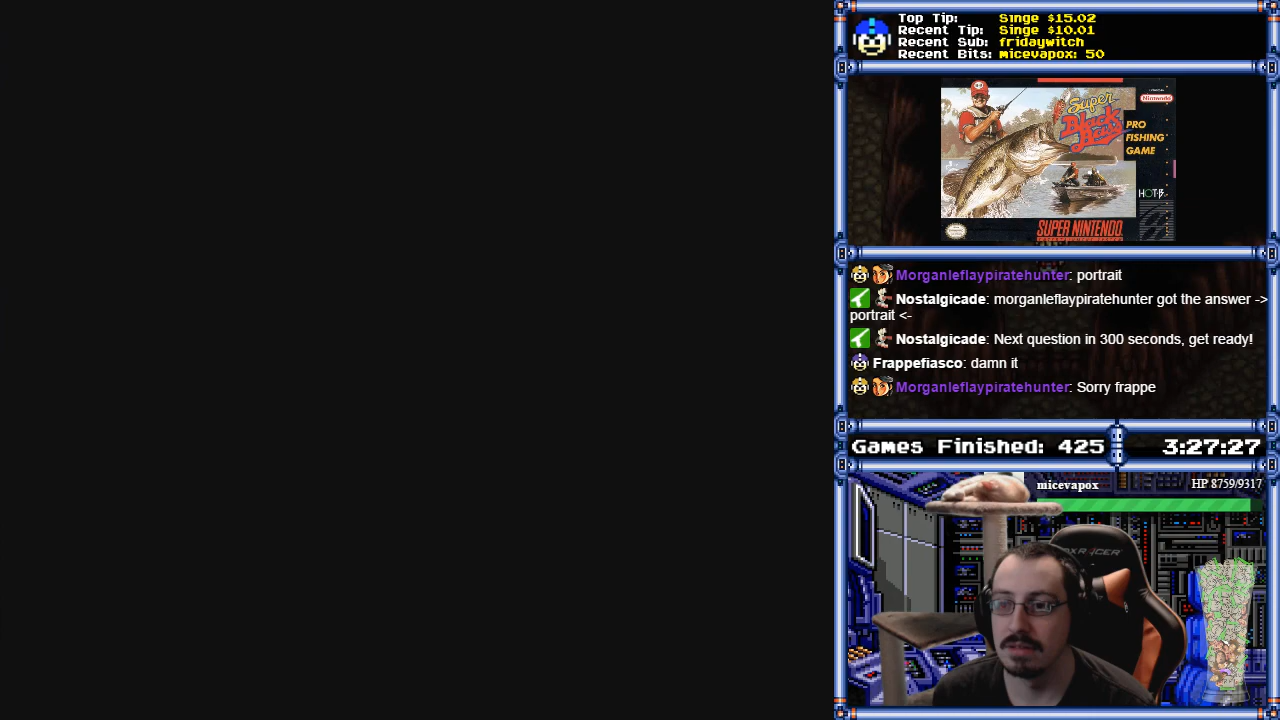 Top Tip: Singe $15.02
Recent Tip: Singe $10.01
Recent Sub: fridaywitch
Recent Bits: micevapox: 50
Super
Black
Bass
PRO
FISHING
GAME
Nintendo
HOT·B
SUPER NINTENDO
Morganleflaypiratehunter: portrait
Nostalgicade: morganleflaypiratehunter got the answer ->
portrait <-
Nostalgicade: Next question in 300 seconds, get ready!
Frappefiasco: damn it
Morganleflaypiratehunter: Sorry frappe
Games Finished: 425 3:27:27
micevapox HP 8759/9317